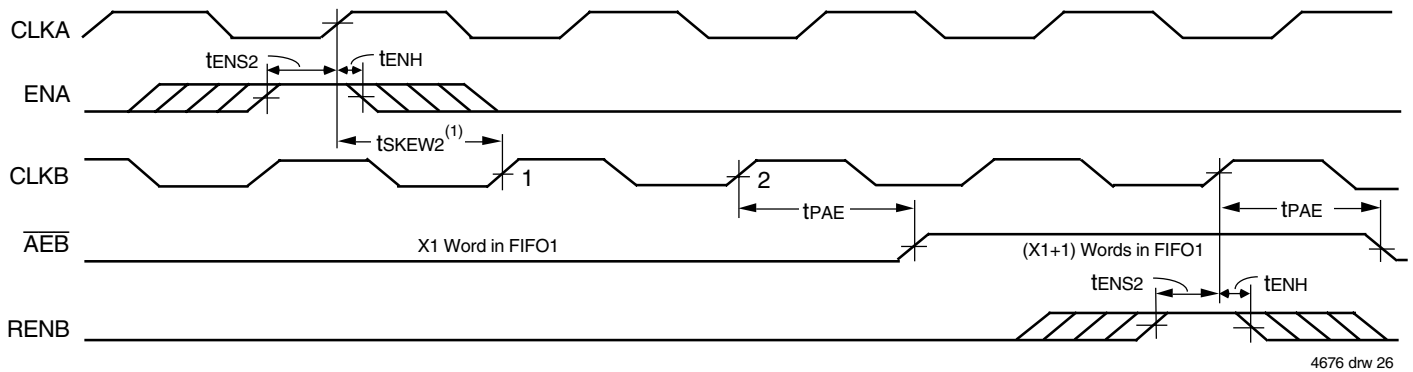 CLKA
tENS2 tENH
ENA
tSKEW2(1)
CLKB 1 2
tPAE tPAE
AEB X1 Word in FIFO1 (X1+1) Words in FIFO1
tENS2 tENH
RENB
4676 drw 26